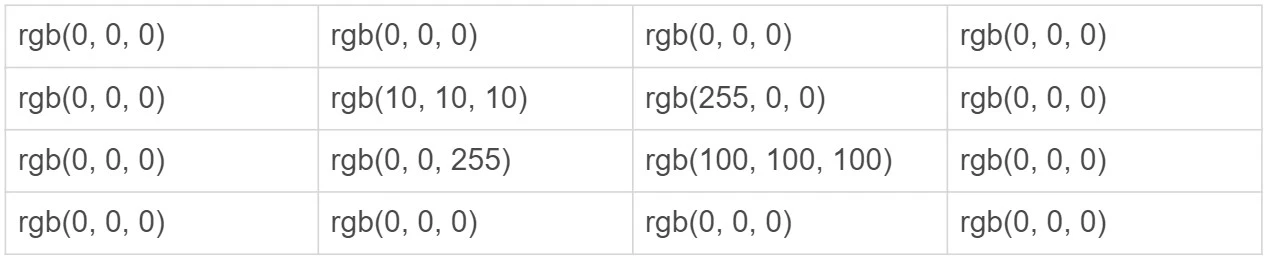 rgb(0, 0, 0) rgb(0, 0, 0) rgb(0, 0, 0) rgb(0, 0, 0)
rgb(0, 0, 0) rgb(10, 10, 10) rgb(255, 0, 0) rgb(0, 0, 0)
rgb(0, 0, 0) rgb(0, 0, 255) rgb(100, 100, 100) rgb(0, 0, 0)
rgb(0, 0, 0) rgb(0, 0, 0) rgb(0, 0, 0) rgb(0, 0, 0)